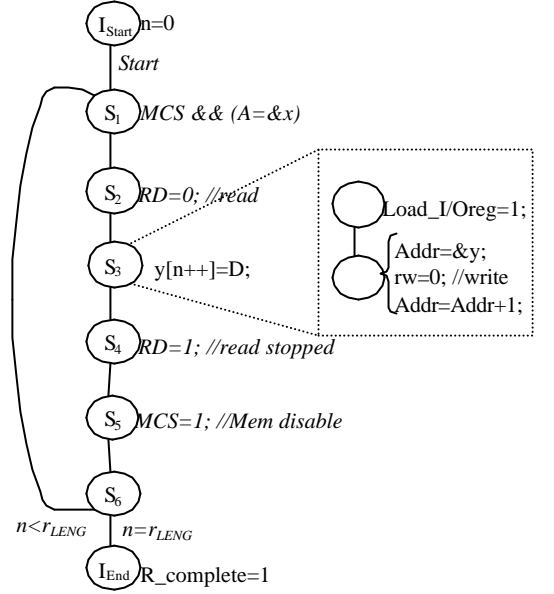 I_Start n=0
Start
S_1 MCS && (A=&x)
S_2 RD=0; //read
Load_I/Oreg=1;
Addr=&y;
rw=0; //write
Addr=Addr+1;
S_3 y[n++]=D;
S_4 RD=1; //read stopped
S_5 MCS=1; //Mem disable
S_6
n<r_LENG n=r_LENG
I_End R_complete=1